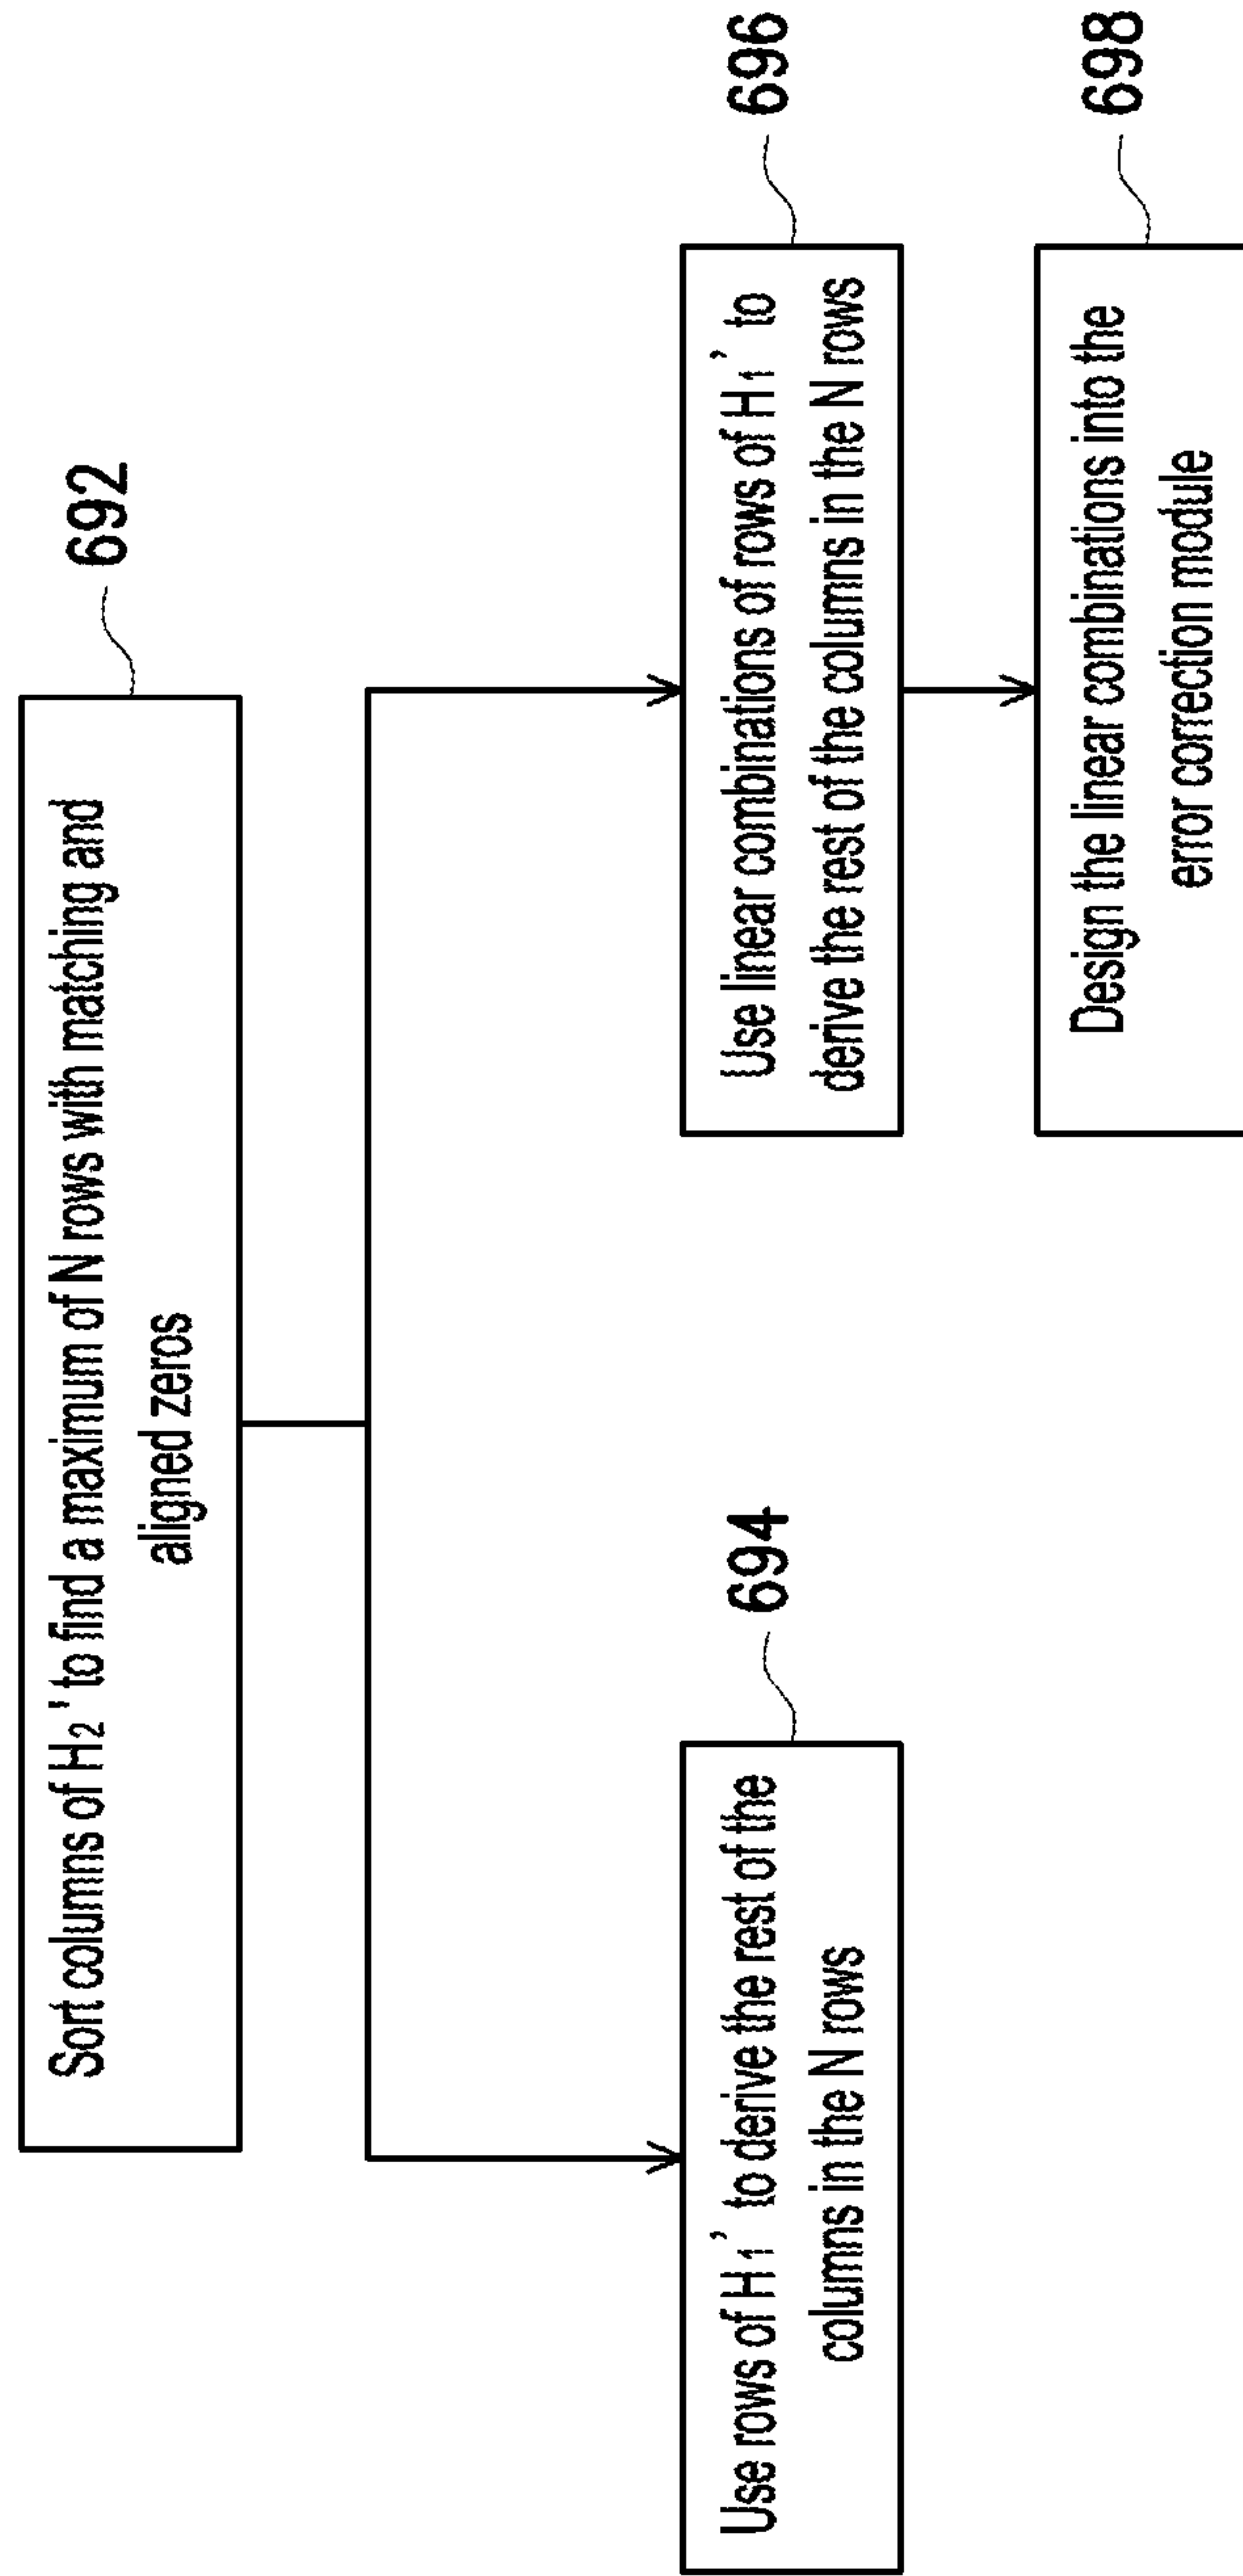 Sort columns of H₂' to find a maximum of N rows with matching and
aligned zeros
692
Use rows of H₁' to derive the rest of the
columns in the N rows
694
Use linear combinations of rows of H₁' to
derive the rest of the columns in the N rows
696
Design the linear combinations into the
error correction module
698